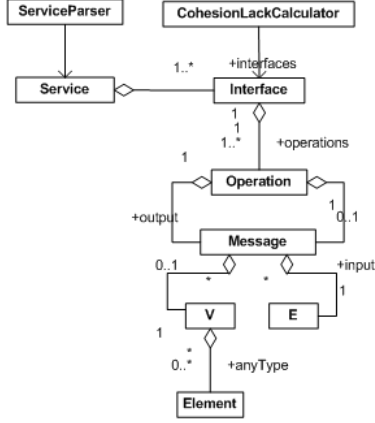 ServiceParser
CohesionLackCalculator
1..*
+interfaces
Service
Interface
1
1
1..*
+operations
1
Operation
1
+output
0..1
Message
0..1
*
*
+input
1
V
E
1
*
0..*
+anyType
Element